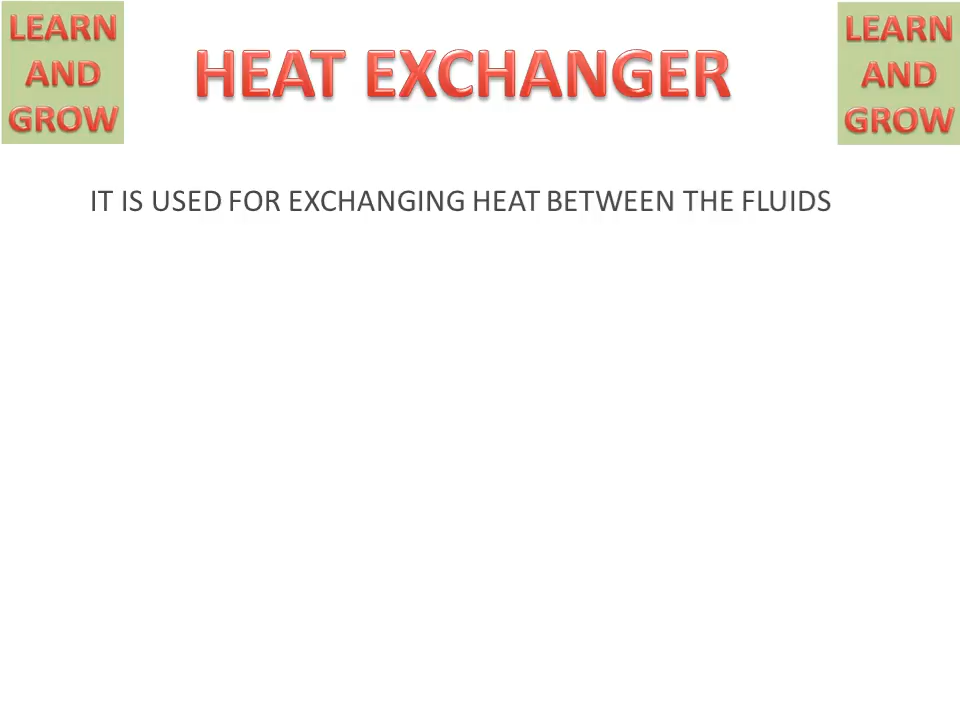 LEARN
AND
GROW
HEAT EXCHANGER
LEARN
AND
GROW
IT IS USED FOR EXCHANGING HEAT BETWEEN THE FLUIDS